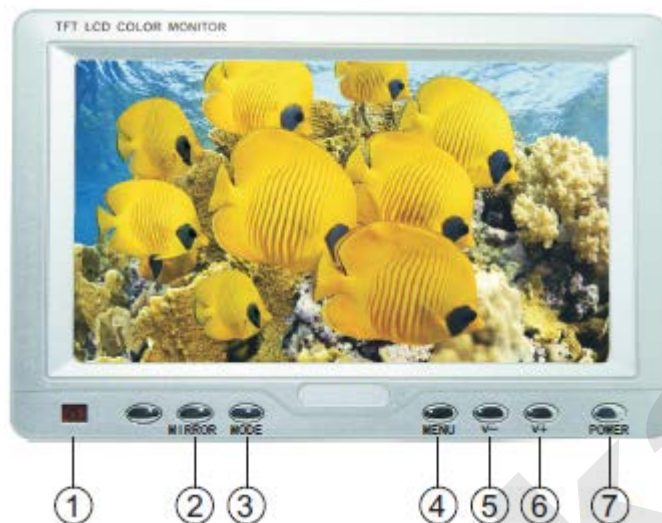 TFT LCD COLOR MONITOR
MIRROR MODE MENU V- V+ POWER
① ② ③ ④ ⑤ ⑥ ⑦